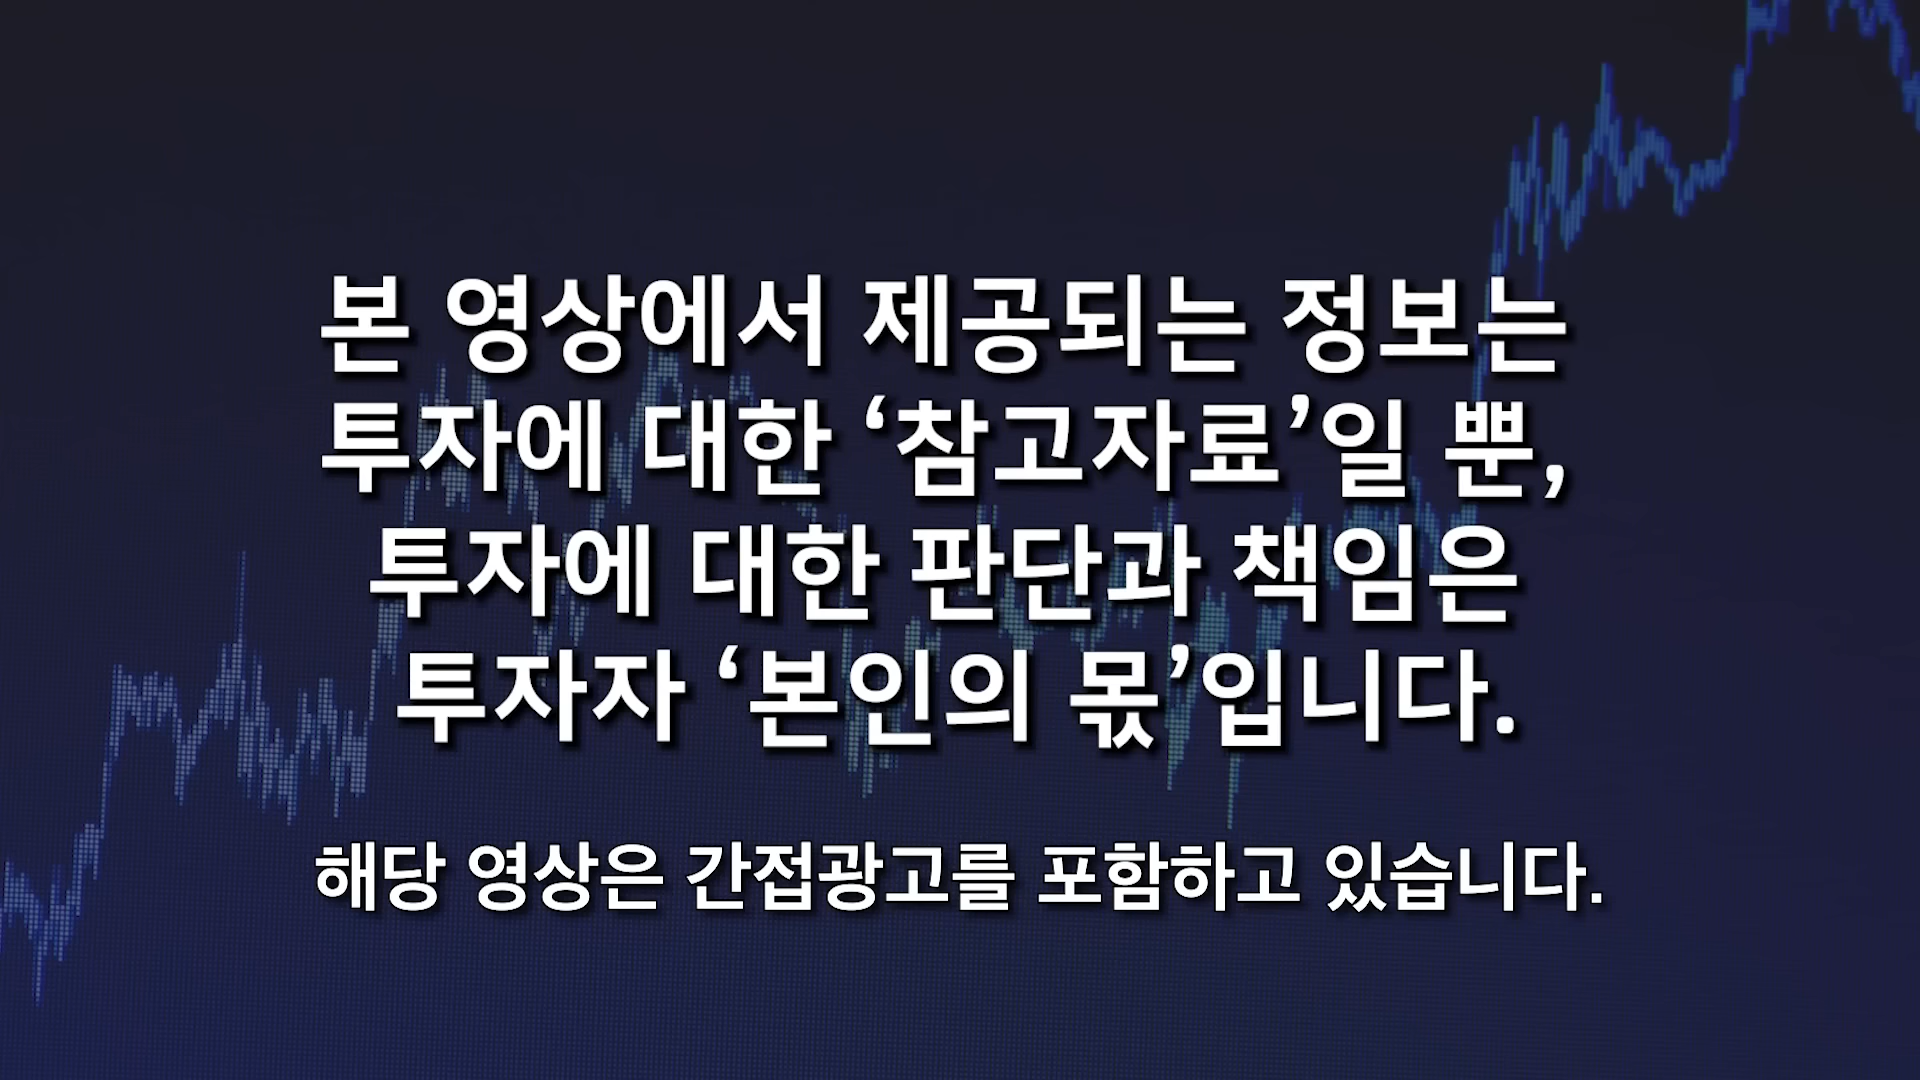 본 영상에서 제공되는 정보는
투자에 대한 ‘참고자료’일 뿐,
투자에 대한 판단과 책임은
투자자 ‘본인의 몫’입니다.
해당 영상은 간접광고를 포함하고 있습니다.